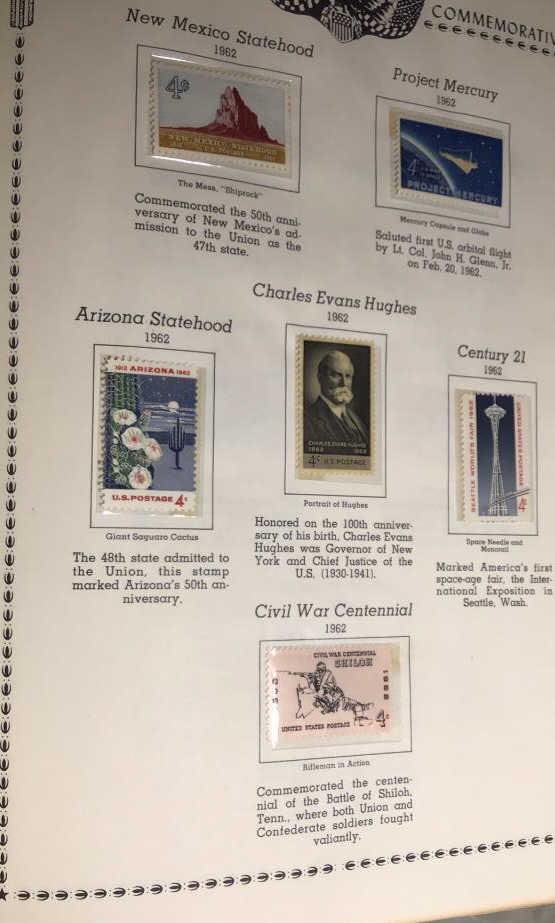 COMMEMORATIV
New Mexico Statehood
1962
4¢
NEW MEXICO STATEHOOD
1912 U.S. POSTAGE 1962
The Mesa, "Shiprock"
Commemorated the 50th anni-
versary of New Mexico's ad-
mission to the Union as the
47th state.
Project Mercury
1962
4¢
PROJECT MERCURY
Mercury Capsule and Globe
Saluted first U.S. orbital flight
by Lt. Col. John H. Glenn, Jr.
on Feb. 20, 1962.
Arizona Statehood
1962
1912 ARIZONA 1962
U.S. POSTAGE 4¢
Giant Saguaro Cactus
The 48th state admitted to
the Union, this stamp
marked Arizona's 50th an-
niversary.
Charles Evans Hughes
1962
CHARLES EVANS HUGHES
1862 1962
4¢ U.S. POSTAGE
Portrait of Hughes
Honored on the 100th anniver-
sary of his birth, Charles Evans
Hughes was Governor of New
York and Chief Justice of the
U.S. (1930-1941).
Century 21
1962
SEATTLE WORLD'S FAIR 1962
UNITED STATES POSTAGE
4¢
Space Needle and
Monorail
Marked America's first
space-age fair, the Inter-
national Exposition in
Seattle, Wash.
Civil War Centennial
1962
CIVIL WAR CENTENNIAL
SHILOH
1862
UNITED STATES POSTAGE 4¢
Rifleman in Action
Commemorated the centen-
nial of the Battle of Shiloh,
Tenn., where both Union and
Confederate soldiers fought
valiantly.